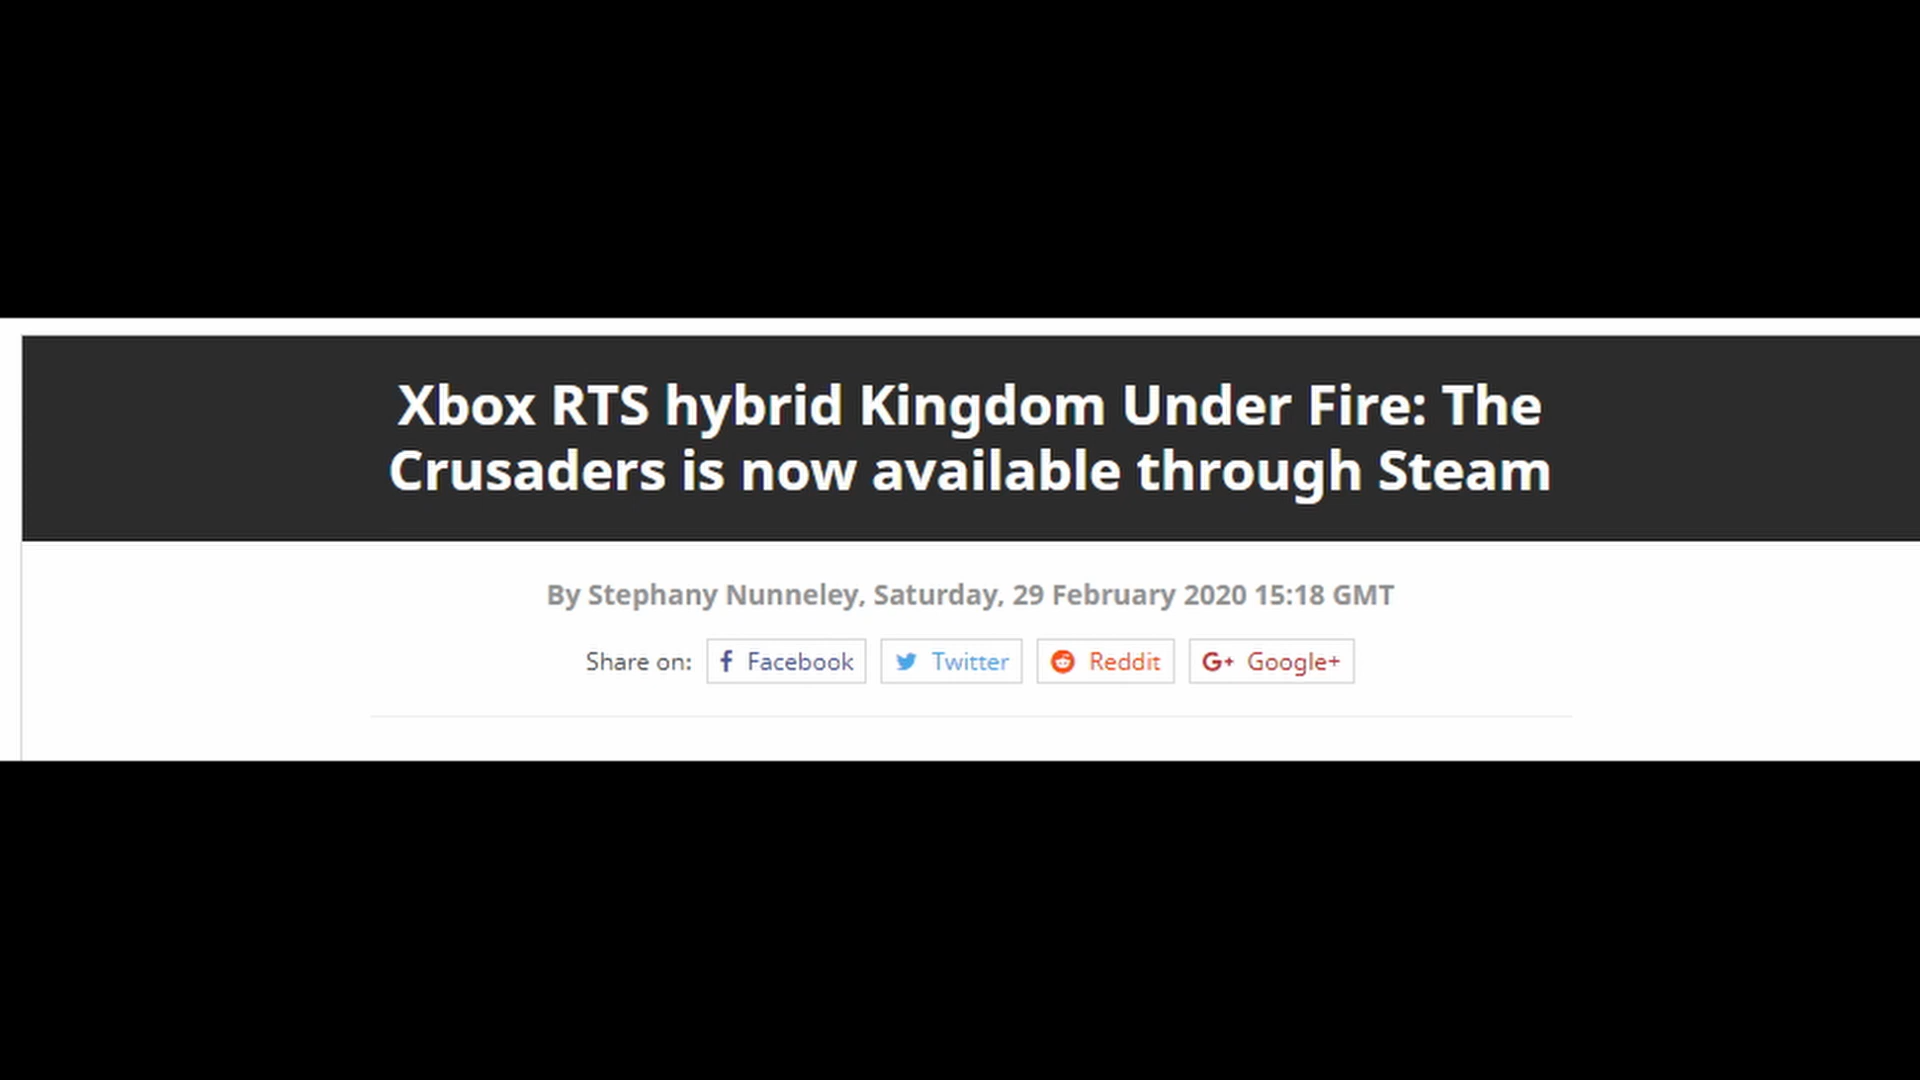 Xbox RTS hybrid Kingdom Under Fire: The
Crusaders is now available through Steam
By Stephany Nunneley, Saturday, 29 February 2020 15:18 GMT
Share on: Facebook Twitter Reddit G+ Google+